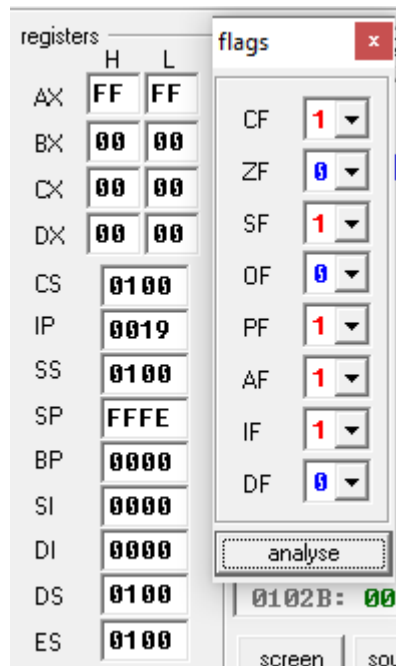 registers
H L
AX FF FF
BX 00 00
CX 00 00
DX 00 00
CS 0100
IP 0019
SS 0100
SP FFFE
BP 0000
SI 0000
DI 0000
DS 0100
ES 0100
flags
x
CF 1
ZF 0
SF 1
OF 0
PF 1
AF 1
IF 1
DF 0
analyse
0102B: 00
screen
sou